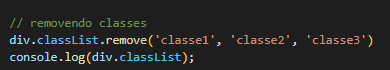 // removendo classes
div.classList.remove('classe1', 'classe2', 'classe3')
console.log(div.classList);